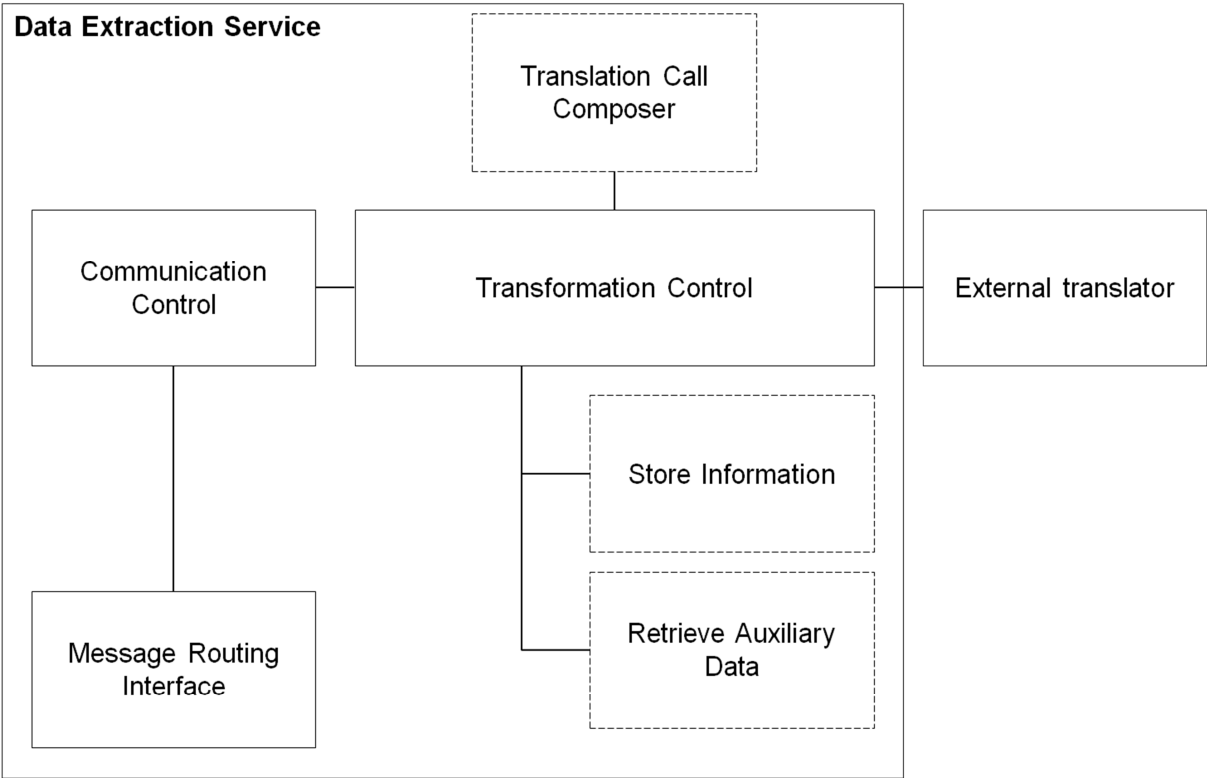 Data Extraction Service
Translation Call
Composer
Communication
Control
Transformation Control
External translator
Store Information
Retrieve Auxiliary
Data
Message Routing
Interface